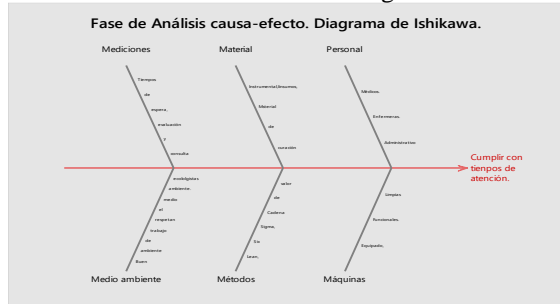 Fase de Análisis causa-efecto. Diagrama de Ishikawa.
Mediciones
Material
Personal
Tiempos
de
espera,
evaluación
y
consulta
Instrumental/insumos,
Material
de
curación
Médicos,
Enfermeras,
Administrativo
Cumplir con
tienpos de
atención.
ecológistas
ambiente.
medio
el
respetan
trabajo
de
ambiente
Buen
valor
de
Cadena
Sigma,
Six
Lean,
Limpias
Funcionales.
Equipado,
Medio ambiente
Métodos
Máquinas